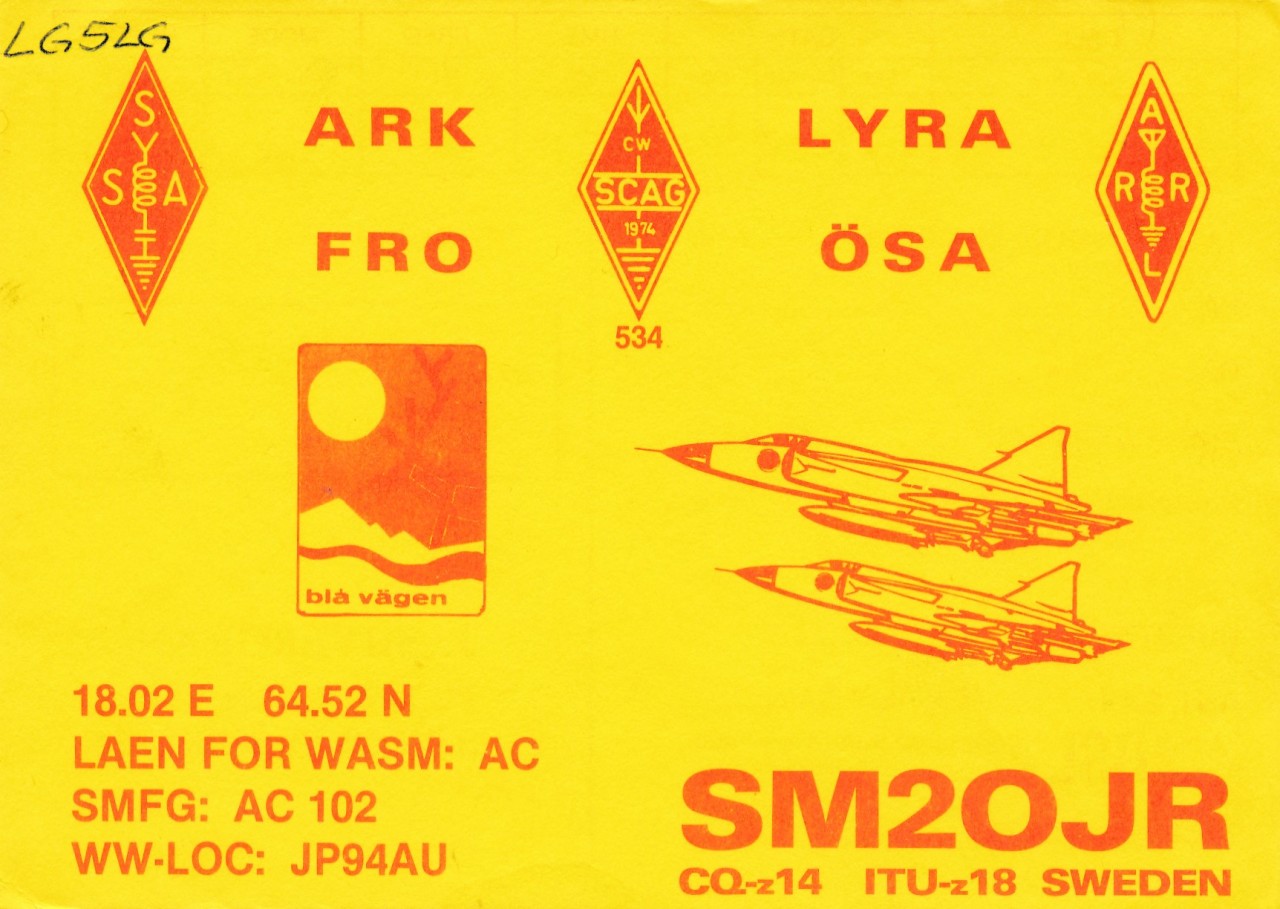 LG5LG
S
S A
I
ARK
FRO
CW
SCAG
1974
534
LYRA
ÖSA
A
R R
L
blå vägen
18.02 E 64.52 N
LAEN FOR WASM: AC
SMFG: AC 102
WW-LOC: JP94AU
SM2OJR
CQ-z14 ITU-z18 SWEDEN